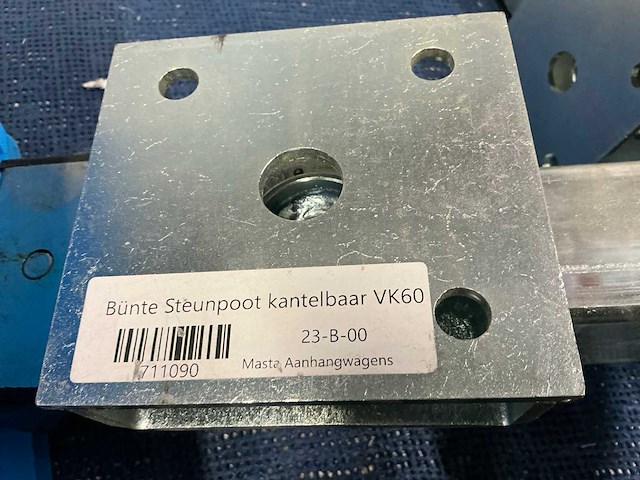 Bünte Steunpoot kantelbaar VK60
23-B-00
711090
Masta Aanhangwagens